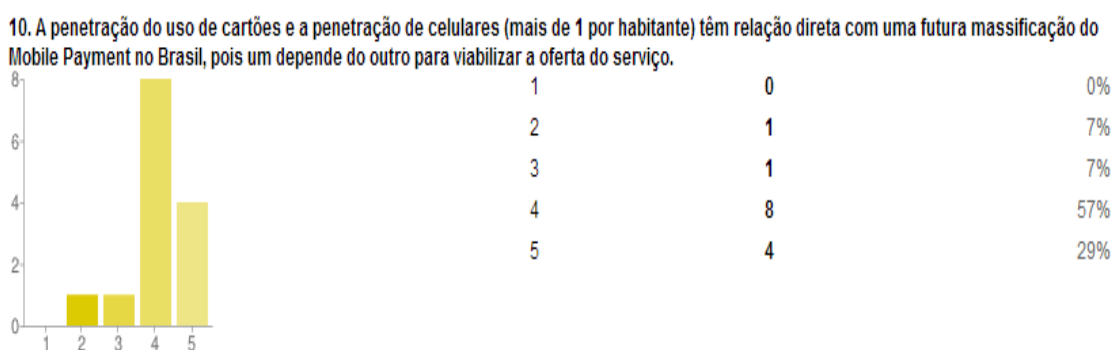 10. A penetração do uso de cartões e a penetração de celulares (mais de 1 por habitante) têm relação direta com uma futura massificação do
Mobile Payment no Brasil, pois um depende do outro para viabilizar a oferta do serviço.
8
6
4
2
0
1 2 3 4 5
1 0 0%
2 1 7%
3 1 7%
4 8 57%
5 4 29%